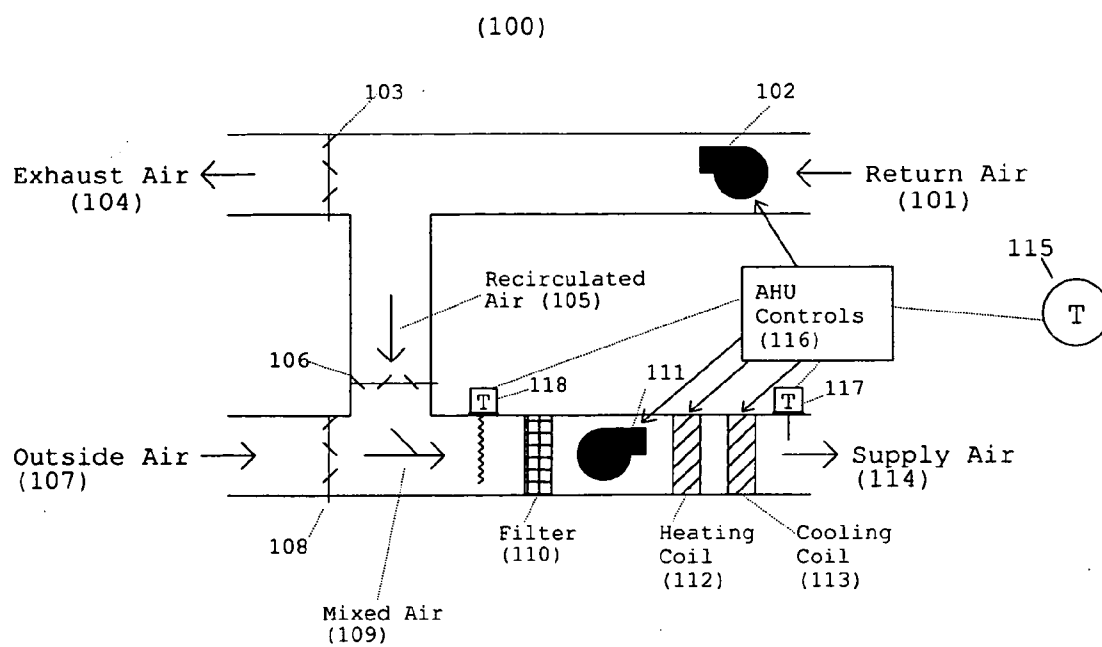 (100)
103
102
Exhaust Air
(104)
Return Air
(101)
115
T
Recirculated
Air (105)
AHU
Controls
(116)
106
T
118
111
T
117
Outside Air
(107)
Supply Air
(114)
108
Filter
(110)
Heating
Coil
(112)
Cooling
Coil
(113)
Mixed Air
(109)